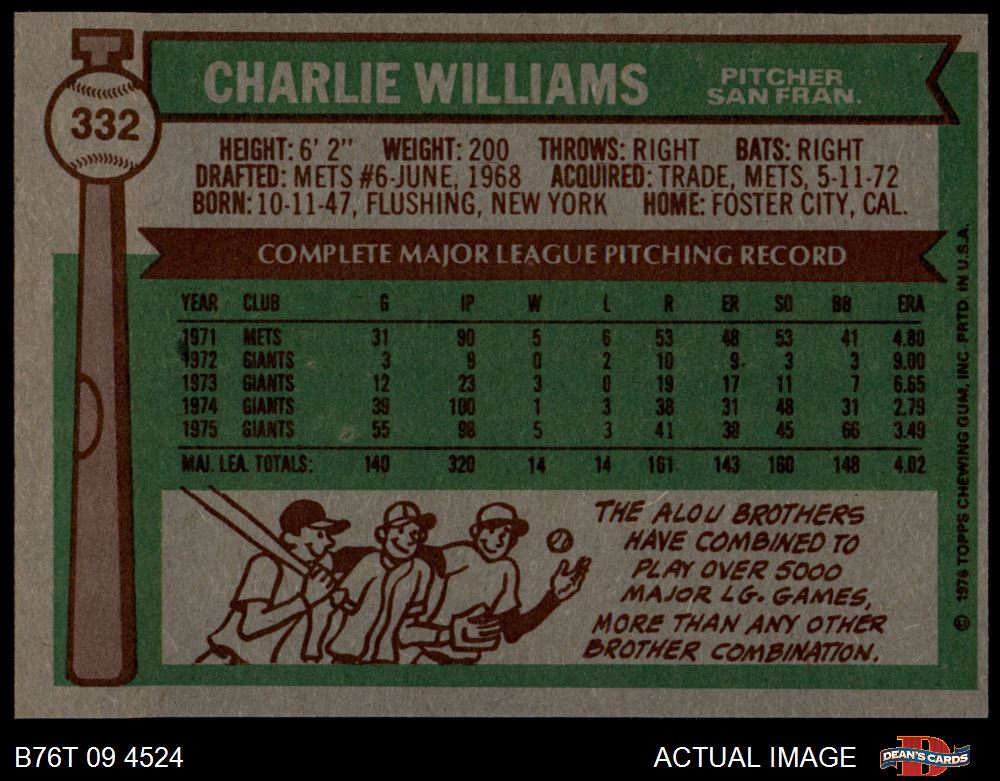 332
CHARLIE WILLIAMS PITCHER
SAN FRAN.
HEIGHT: 6' 2" WEIGHT: 200 THROWS: RIGHT BATS: RIGHT
DRAFTED: METS #6-JUNE, 1968 ACQUIRED: TRADE, METS, 5-11-72
BORN: 10-11-47, FLUSHING, NEW YORK HOME: FOSTER CITY, CAL.
COMPLETE MAJOR LEAGUE PITCHING RECORD
YEAR CLUB G IP W L R ER SO BB ERA
1971 METS 31 90 5 6 53 48 53 41 4.80
1972 GIANTS 3 9 0 2 10 9 3 3 9.00
1973 GIANTS 12 23 3 0 19 17 11 7 6.65
1974 GIANTS 39 100 1 3 38 31 48 31 2.79
1975 GIANTS 55 98 5 3 41 38 45 66 3.49
MAJ. LEA. TOTALS: 140 320 14 14 161 143 160 148 4.02
THE ALOU BROTHERS
HAVE COMBINED TO
PLAY OVER 5000
MAJOR LG. GAMES,
MORE THAN ANY OTHER
BROTHER COMBINATION.
© 1976 TOPPS CHEWING GUM, INC. PRTD. IN U.S.A.
B76T 09 4524 ACTUAL IMAGE DEAN'S CARDS